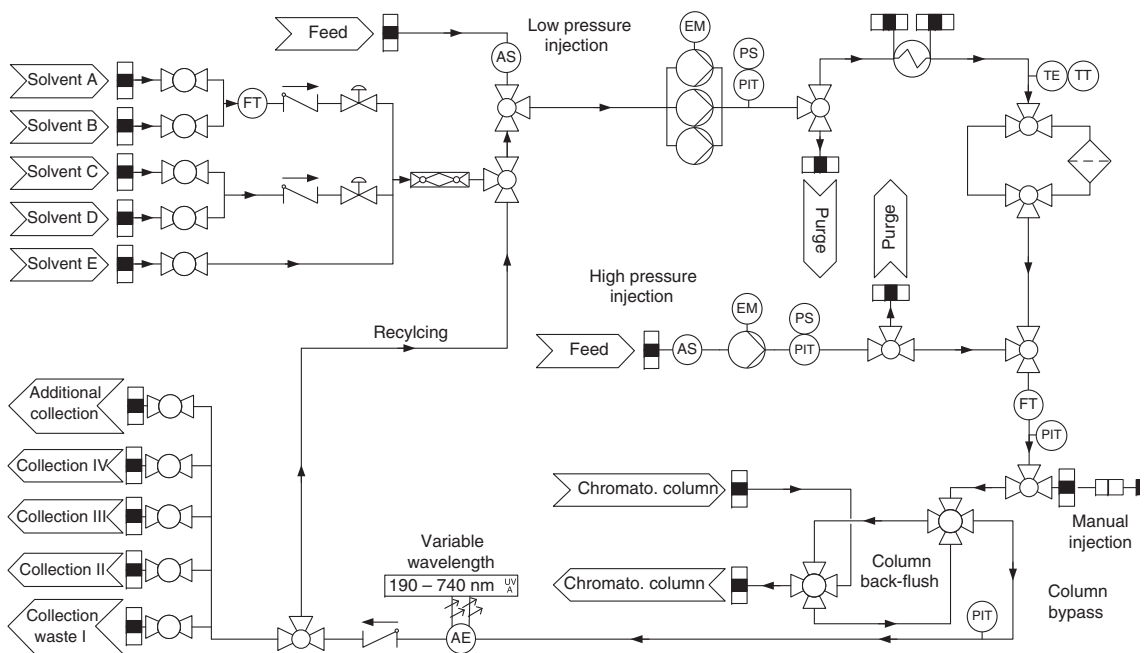 Feed
Low pressure
injection
EM
AS
PS
PIT
TE
TT
Solvent A
Solvent B
FT
Solvent C
Solvent D
Solvent E
Purge
Purge
High pressure
injection
EM
PS
Feed
AS
PIT
Recylcing
FT
PIT
Additional
collection
Collection IV
Collection III
Collection II
Collection
waste I
Chromato. column
Manual
injection
Column
back-flush
Chromato. column
Column
bypass
Variable
wavelength
190 – 740 nm
UV
A
AE
PIT